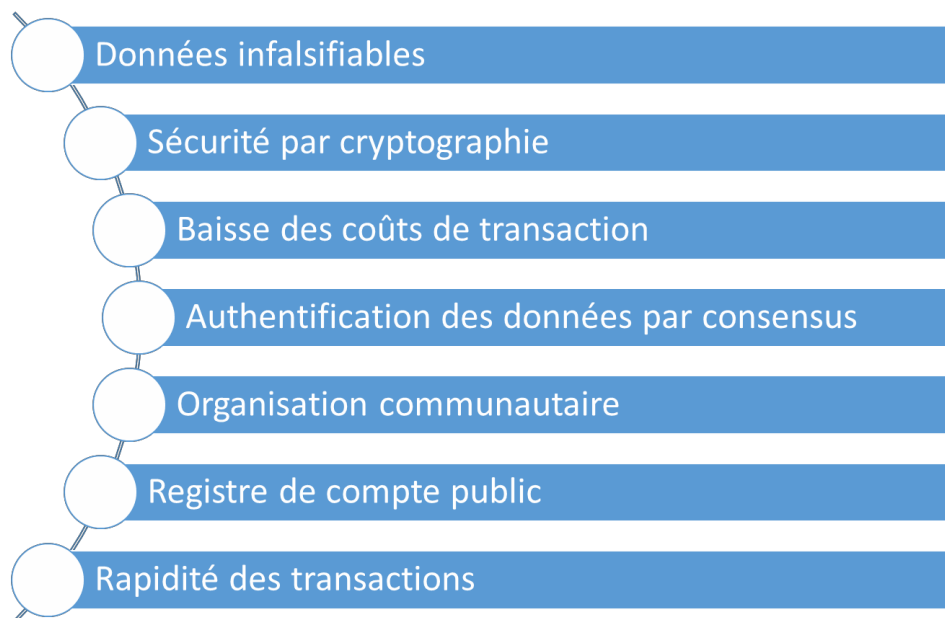 Données infalsifiables
Sécurité par cryptographie
Baisse des coûts de transaction
Authentification des données par consensus
Organisation communautaire
Registre de compte public
Rapidité des transactions